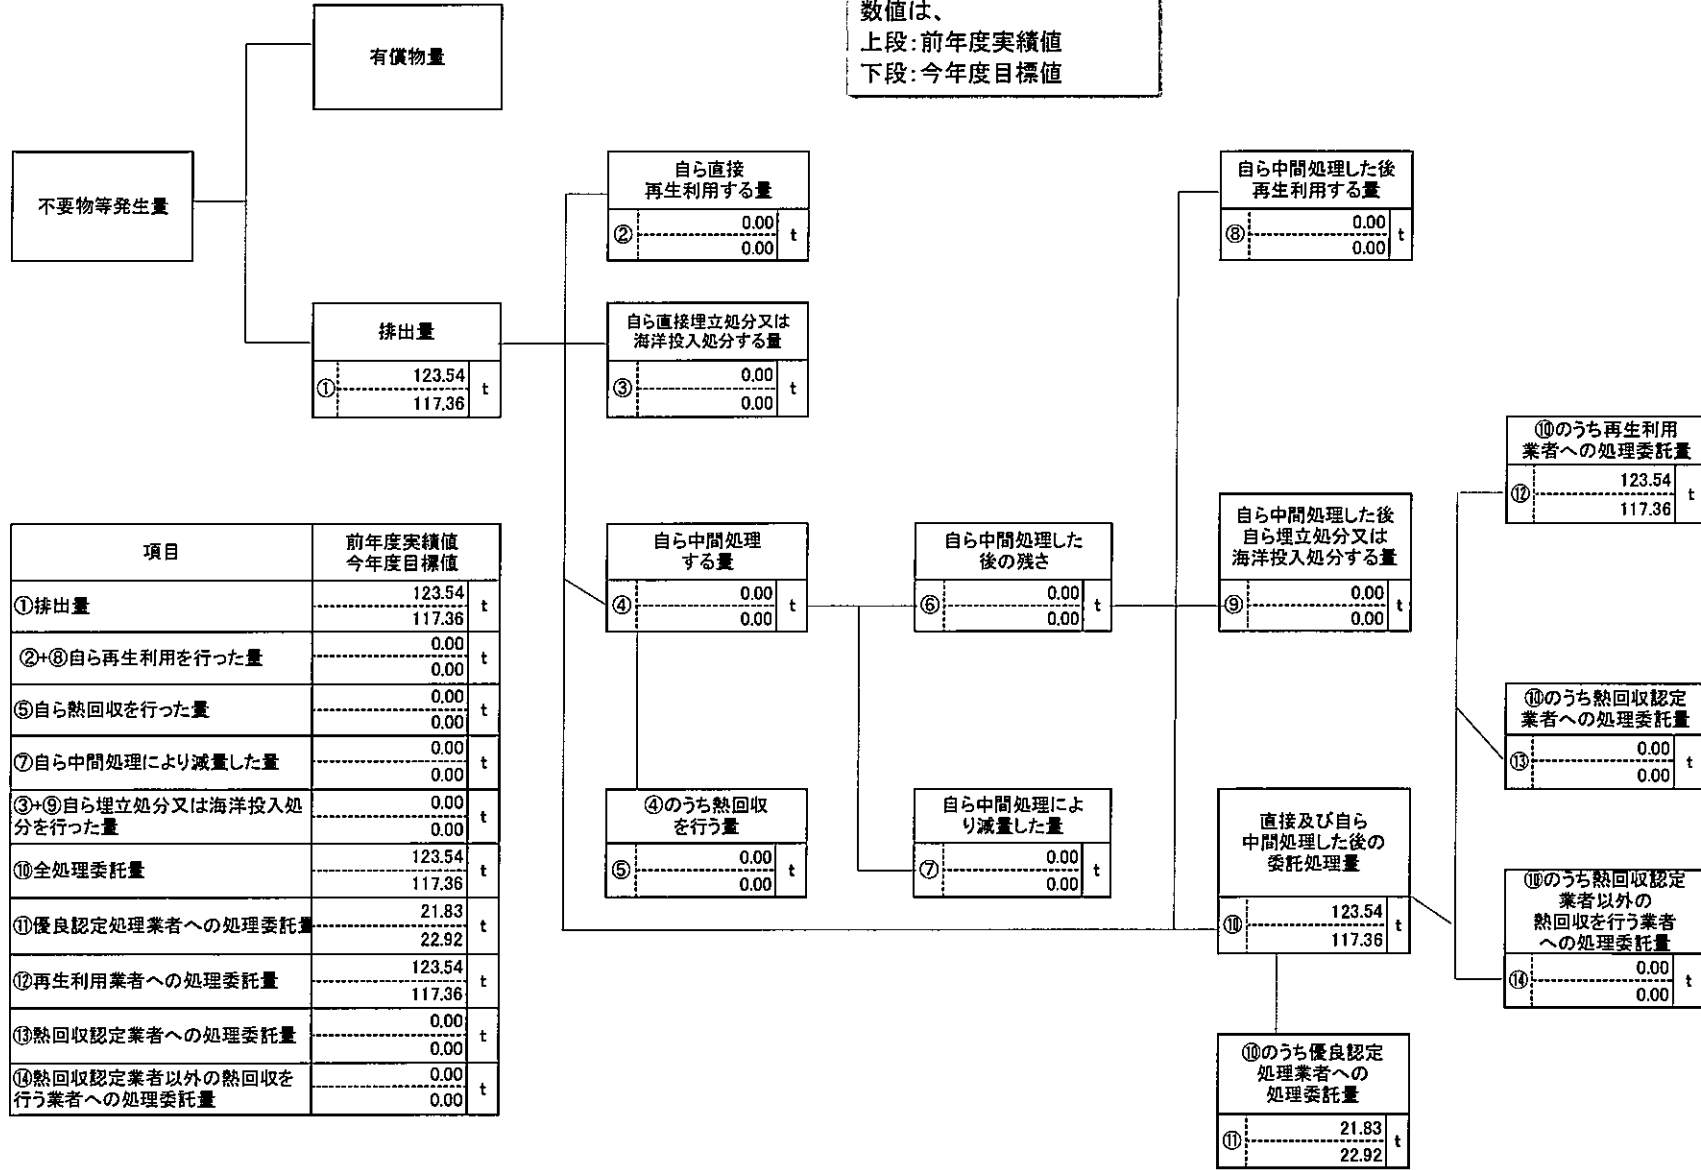 数値は、
上段:前年度実績値
下段:今年度目標値
有償物量
不要物等発生量
排出量
①
123.54
117.36
t
自ら直接
再生利用する量
②
0.00
0.00
t
自ら直接埋立処分又は
海洋投入処分する量
③
0.00
0.00
t
自ら中間処理
する量
④
0.00
0.00
t
④のうち熱回収
を行う量
⑤
0.00
0.00
t
自ら中間処理した
後の残さ
⑥
0.00
0.00
t
自ら中間処理によ
り減量した量
⑦
0.00
0.00
t
自ら中間処理した後
再生利用する量
⑧
0.00
0.00
t
自ら中間処理した後
自ら埋立処分又は
海洋投入処分する量
⑨
0.00
0.00
t
直接及び自ら
中間処理した後の
委託処理量
⑩
123.54
117.36
t
⑩のうち優良認定
処理業者への
処理委託量
⑪
21.83
22.92
t
⑩のうち再生利用
業者への処理委託量
⑫
123.54
117.36
t
⑩のうち熱回収認定
業者への処理委託量
⑬
0.00
0.00
t
⑩のうち熱回収認定
業者以外の
熱回収を行う業者
への処理委託量
⑭
0.00
0.00
t
項目
前年度実績値
今年度目標値
①排出量
123.54
117.36
t
②+⑧自ら再生利用を行った量
0.00
0.00
t
⑤自ら熱回収を行った量
0.00
0.00
t
⑦自ら中間処理により減量した量
0.00
0.00
t
③+⑨自ら埋立処分又は海洋投入処
分を行った量
0.00
0.00
t
⑩全処理委託量
123.54
117.36
t
⑪優良認定処理業者への処理委託量
21.83
22.92
t
⑫再生利用業者への処理委託量
123.54
117.36
t
⑬熱回収認定業者への処理委託量
0.00
0.00
t
⑭熱回収認定業者以外の熱回収を
行う業者への処理委託量
0.00
0.00
t